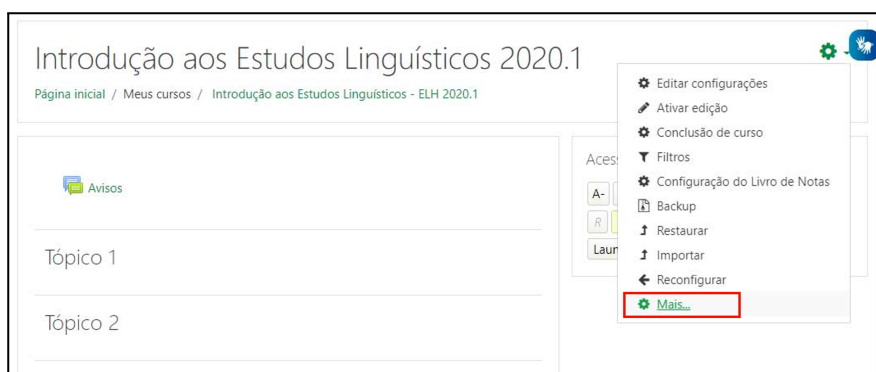 Introdução aos Estudos Linguísticos 2020.1
Página inicial / Meus cursos / Introdução aos Estudos Linguísticos - ELH 2020.1
Editar configurações
Ativar edição
Conclusão de curso
Filtros
Configuração do Livro de Notas
Backup
Restaurar
Importar
Reconfigurar
Mais...
Avisos
Tópico 1
Tópico 2
A-
R